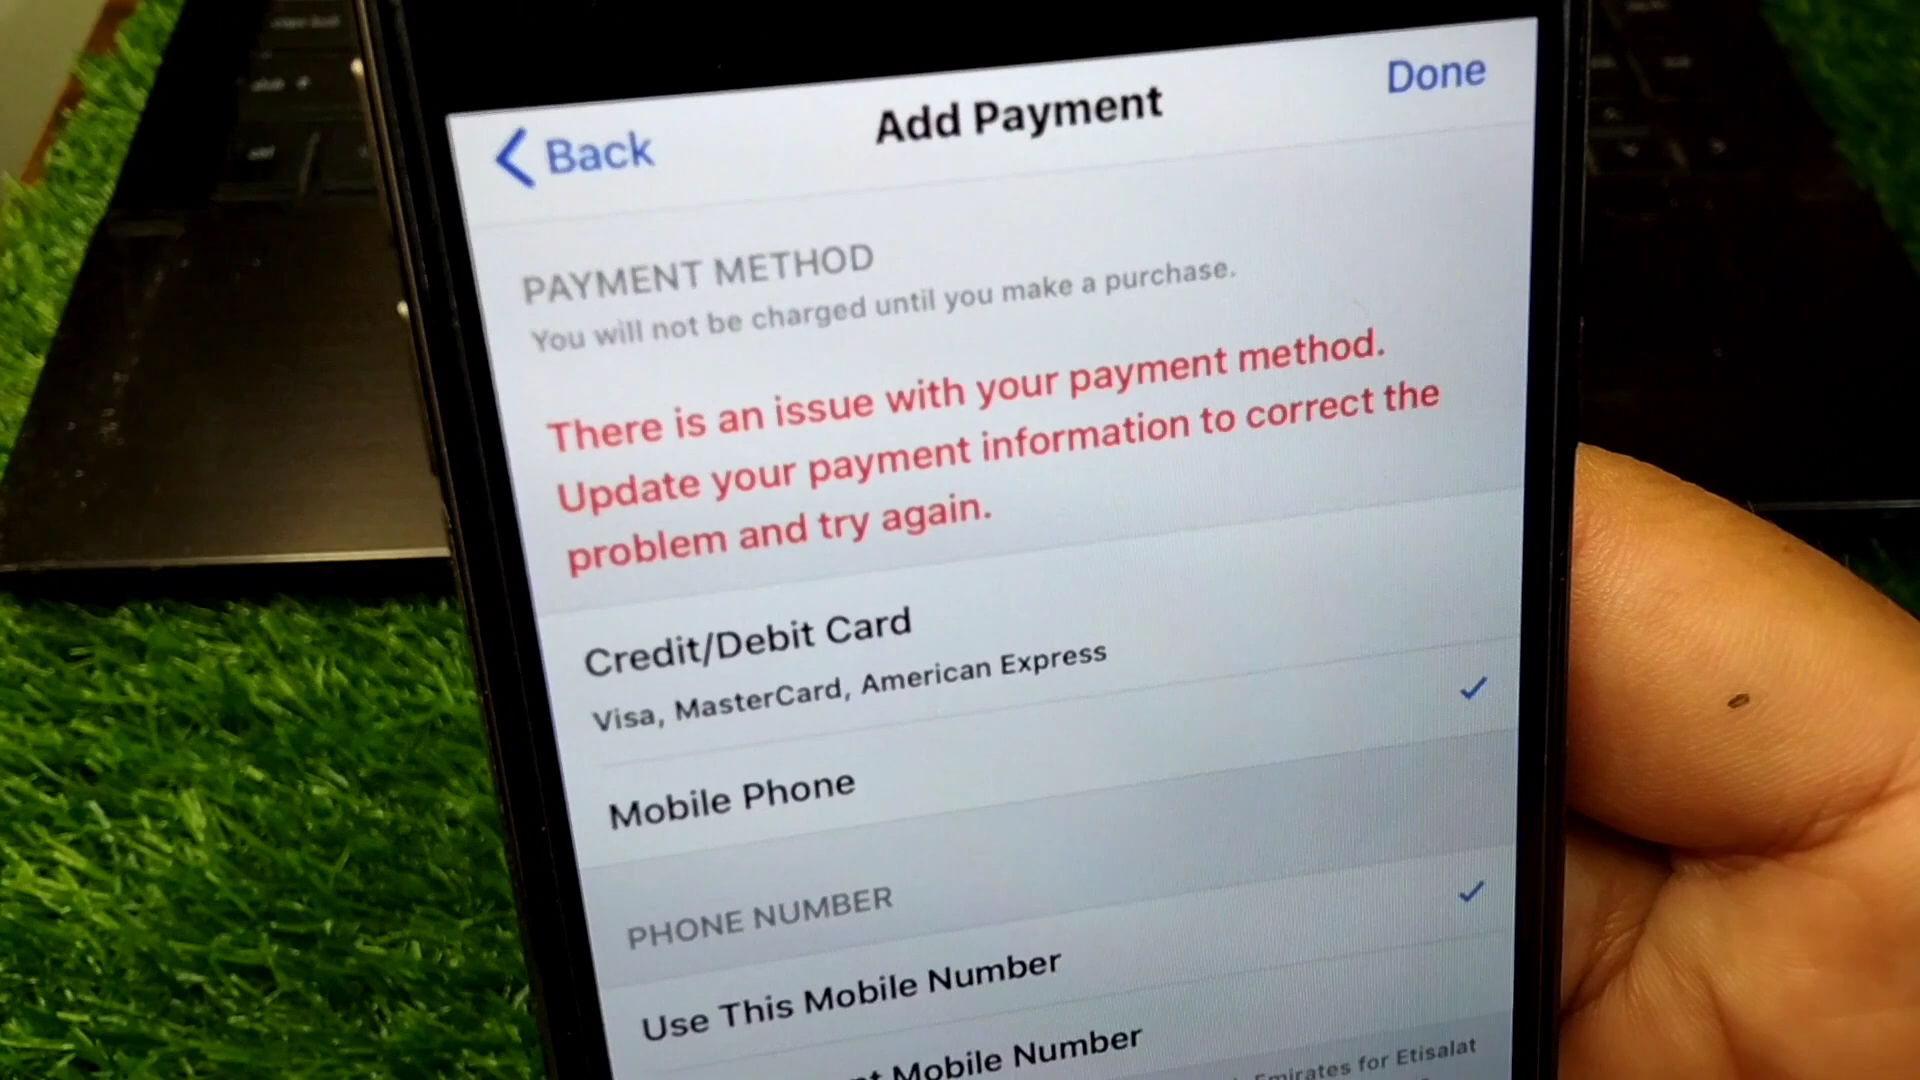 Back
Add Payment
Done
PAYMENT METHOD
You will not be charged until you make a purchase.
There is an issue with your payment method.
Update your payment information to correct the
problem and try again.
Credit/Debit Card
Visa, MasterCard, American Express
Mobile Phone
PHONE NUMBER
Use This Mobile Number
Mobile Number
Emirates for Etisalat